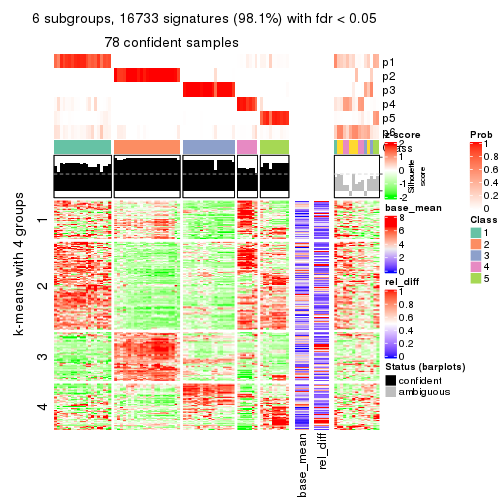 6 subgroups, 16733 signatures (98.1%) with fdr < 0.05
78 confident samples
p1
p2
p3
p4
p5
p6
Class
z-score
2
1
0
-1
-2
Silhouette
score
Prob
1
0.8
0.6
0.4
0.2
0
base_mean
8
6
4
2
0
Class
1
2
3
4
5
rel_diff
1
0.8
0.6
0.4
0.2
0
Status (barplots)
confident
ambiguous
k-means with 4 groups
1
2
3
4
base_mean
rel_diff